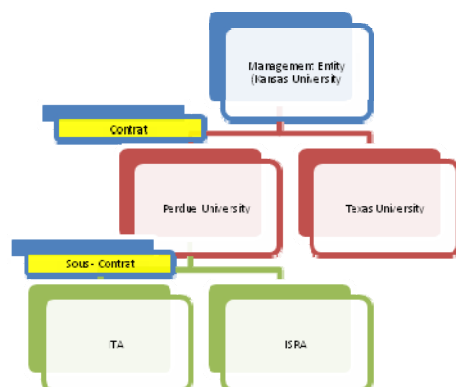 Management Entity
(Kansas University
Contrat
Perdue University
Texas University
Sous - Contrat
ITA
ISRA